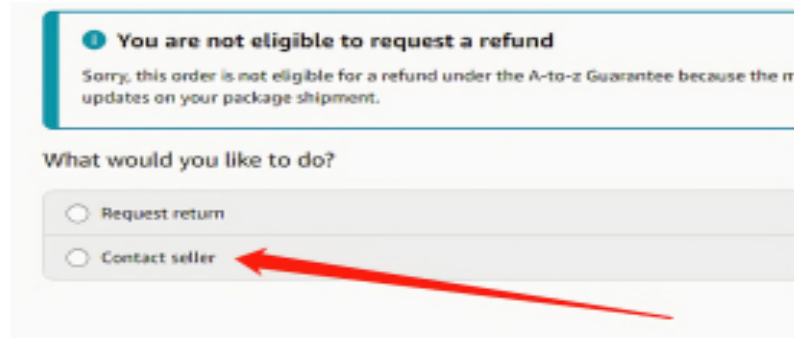 You are not eligible to request a refund
Sorry, this order is not eligible for a refund under the A-to-z Guarantee because the
updates on your package shipment.
What would you like to do?
Request return
Contact seller